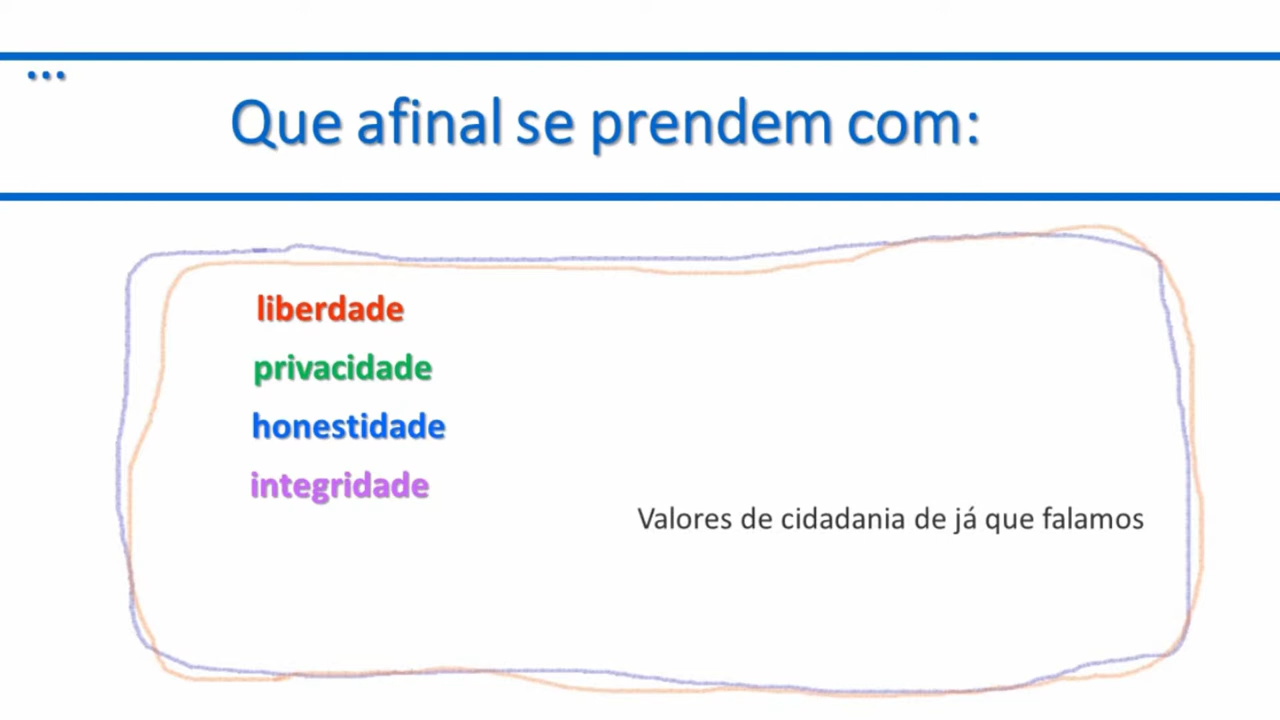 ...
Que afinal se prendem com:
liberdade
privacidade
honestidade
integridade
Valores de cidadania de já que falamos